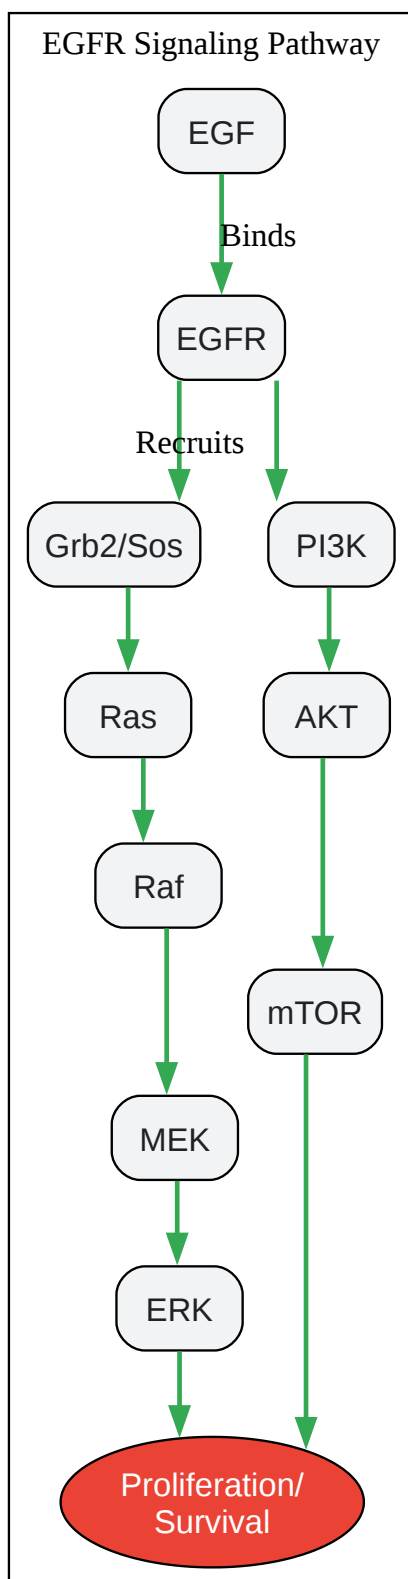 EGFR Signaling Pathway
EGF
Binds
EGFR
Recruits
Grb2/Sos
PI3K
Ras
AKT
Raf
mTOR
MEK
ERK
Proliferation/
Survival